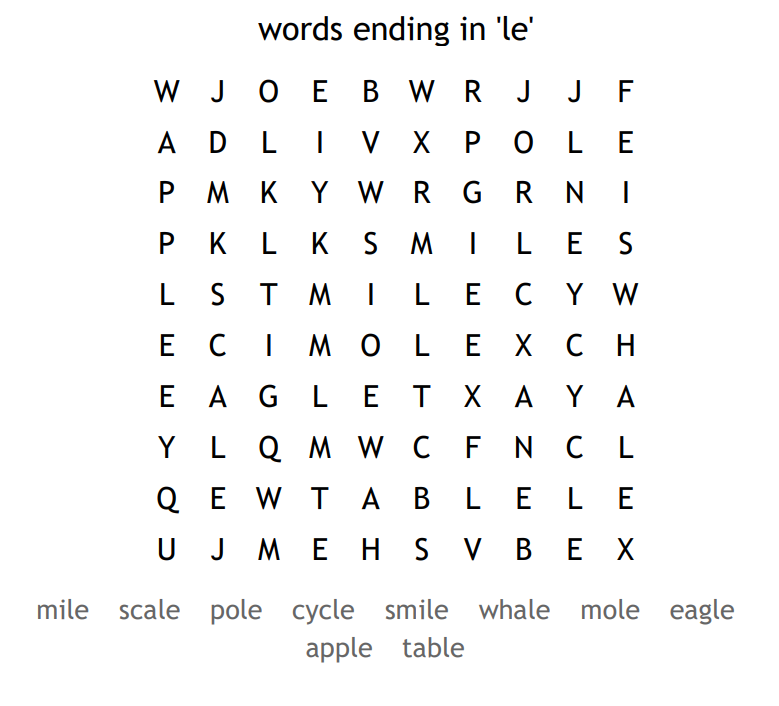 words ending in 'le'
W J O E B W R J J F
A D L I V X P O L E
P M K Y W R G R N I
P K L K S M I L E S
L S T M I L E C Y W
E C I M O L E X C H
E A G L E T X A Y A
Y L Q M W C F N C L
Q E W T A B L E L E
U J M E H S V B E X
mile scale pole cycle smile whale mole eagle
apple table